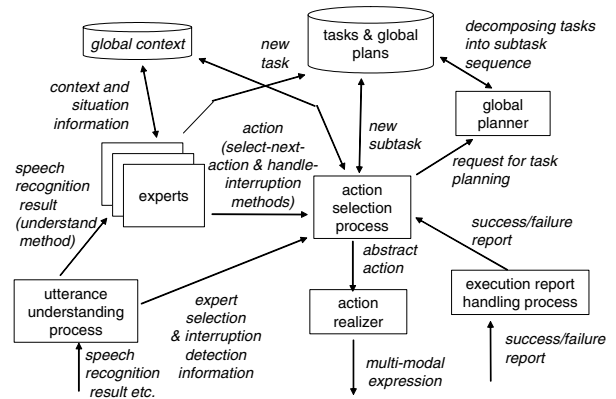 global context
new
task
tasks & global
plans
decomposing tasks
into subtask
sequence
context and
situation
information
global
planner
action
(select-next-
action & handle-
interruption
methods)
new
subtask
speech
recognition
result
(understand
method)
experts
action
selection
process
request for task
planning
success/failure
report
abstract
action
utterance
understanding
process
expert
selection
& interruption
detection
information
action
realizer
execution report
handling process
speech
recognition
result etc.
multi-modal
expression
success/failure
report